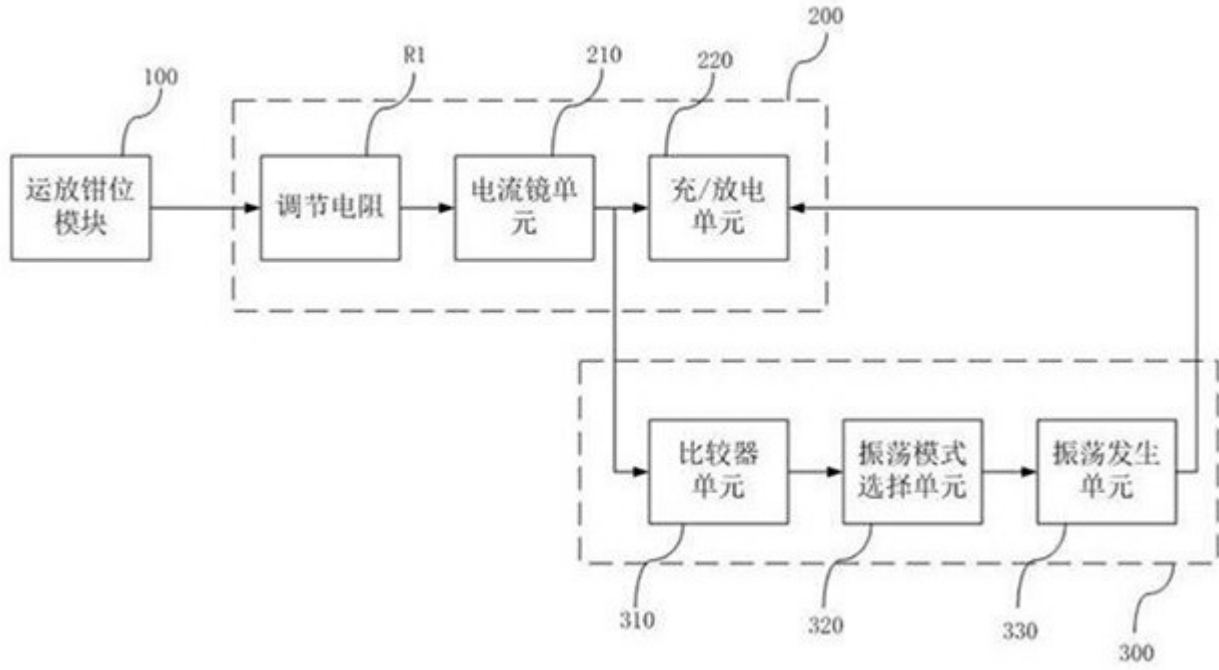 200
R1
210
220
100
运放钳位
模块
调节电阻
电流镜单
元
充/放电
单元
比较器
单元
振荡模式
选择单元
振荡发生
单元
310
320
330
300